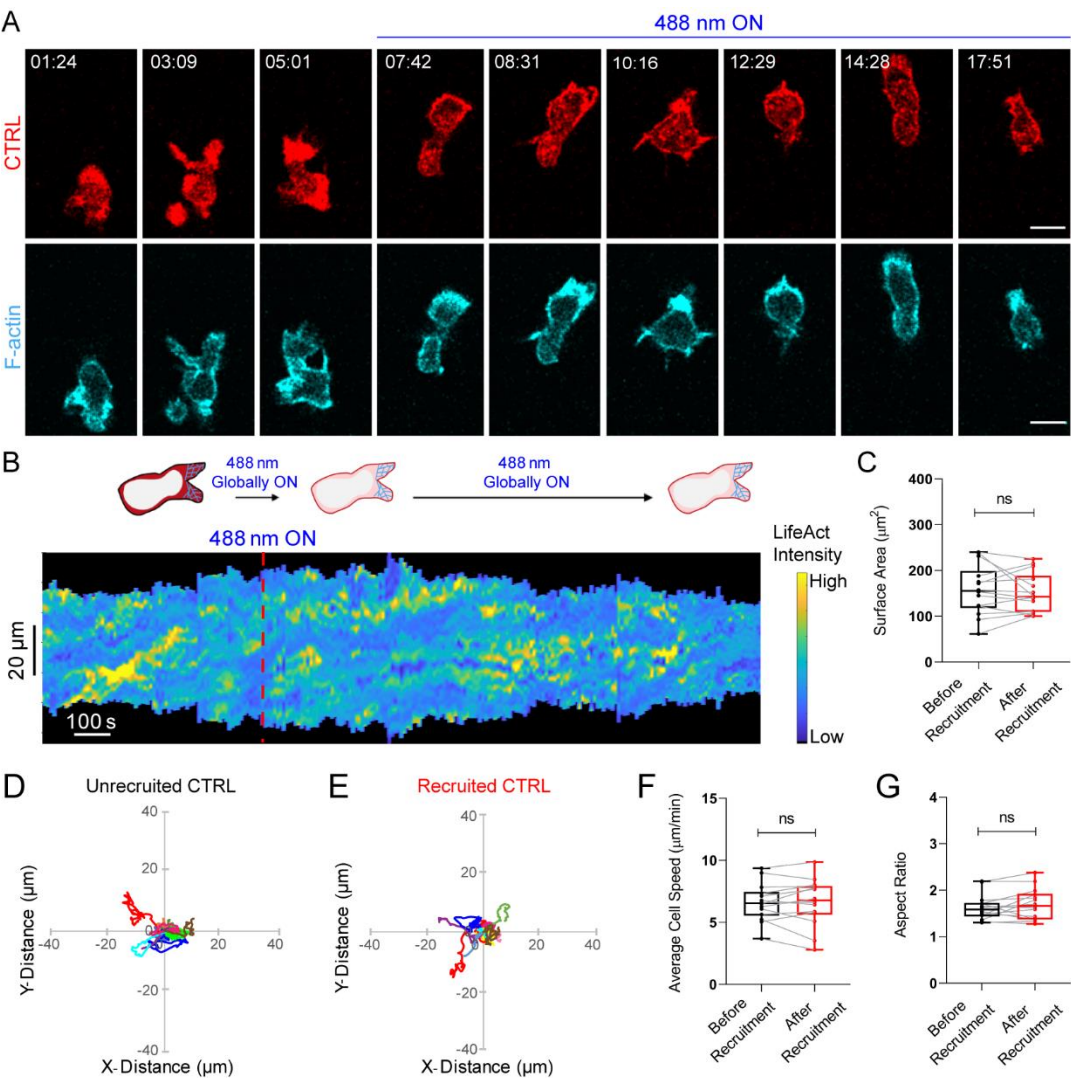 A
488 nm ON
CTRL
01:24
03:09
05:01
07:42
08:31
10:16
12:29
14:28
17:51
F-actin
B
488 nm
Globally ON
488 nm
Globally ON
488 nm ON
20 µm
100 s
LifeAct
Intensity
High
Low
C
Surface Area (µm²)
400
300
200
100
0
ns
Before
Recruitment
After
Recruitment
D
Unrecruited CTRL
Y-Distance (µm)
40
20
0
-20
-40
-40
-20
20
40
X-Distance (µm)
E
Recruited CTRL
Y-Distance (µm)
40
20
0
-20
-40
-40
-20
20
40
X-Distance (µm)
F
Average Cell Speed (µm/min)
15
10
5
0
ns
Before
Recruitment
After
Recruitment
G
Aspect Ratio
4
3
2
1
0
ns
Before
Recruitment
After
Recruitment